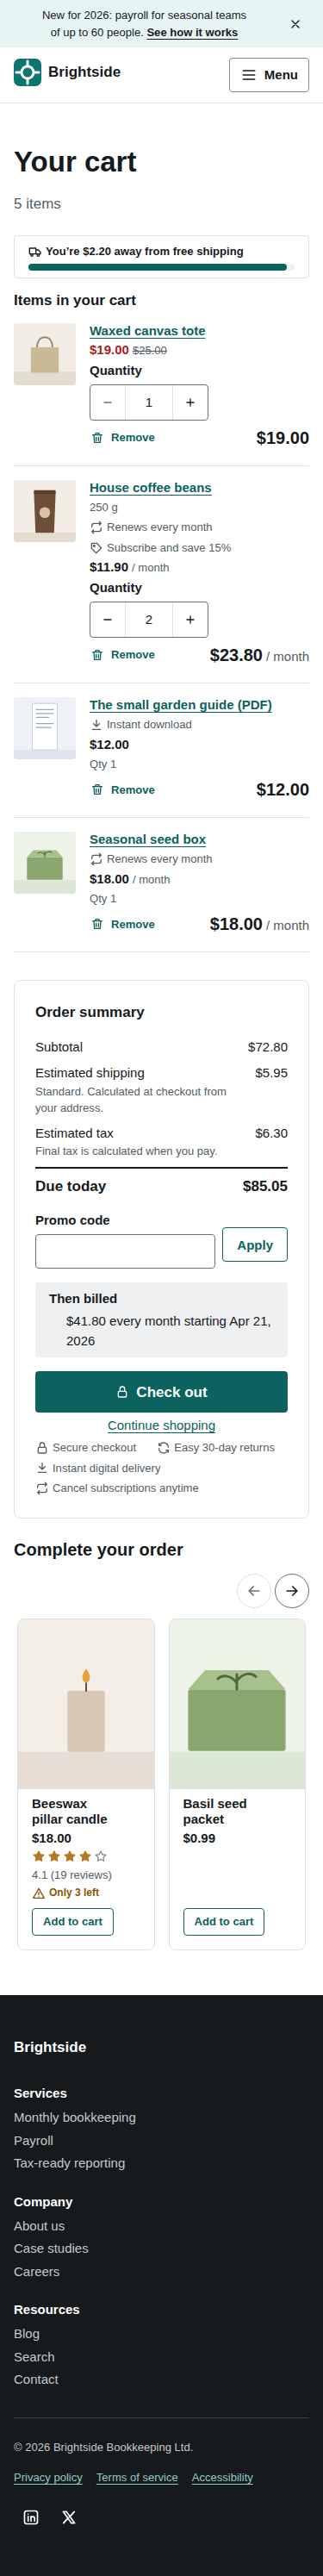 New for 2026: payroll for seasonal teams
of up to 60 people. See how it works
Brightside
Menu
Your cart
5 items
You’re $2.20 away from free shipping
Items in your cart
Waxed canvas tote
$19.00 $25.00
Quantity
− 1 +
Remove
$19.00
House coffee beans
250 g
Renews every month
Subscribe and save 15%
$11.90 / month
Quantity
− 2 +
Remove
$23.80 / month
The small garden guide (PDF)
Instant download
$12.00
Qty 1
Remove
$12.00
Seasonal seed box
Renews every month
$18.00 / month
Qty 1
Remove
$18.00 / month
Order summary
Subtotal $72.80
Estimated shipping $5.95
Standard. Calculated at checkout from
your address.
Estimated tax $6.30
Final tax is calculated when you pay.
Due today $85.05
Promo code
Apply
Then billed
$41.80 every month starting Apr 21,
2026
Check out
Continue shopping
Secure checkout Easy 30-day returns
Instant digital delivery
Cancel subscriptions anytime
Complete your order
Beeswax
pillar candle
$18.00
4.1 (19 reviews)
Only 3 left
Add to cart
Basil seed
packet
$0.99
Add to cart
Brightside
Services
Monthly bookkeeping
Payroll
Tax-ready reporting
Company
About us
Case studies
Careers
Resources
Blog
Search
Contact
© 2026 Brightside Bookkeeping Ltd.
Privacy policy Terms of service Accessibility